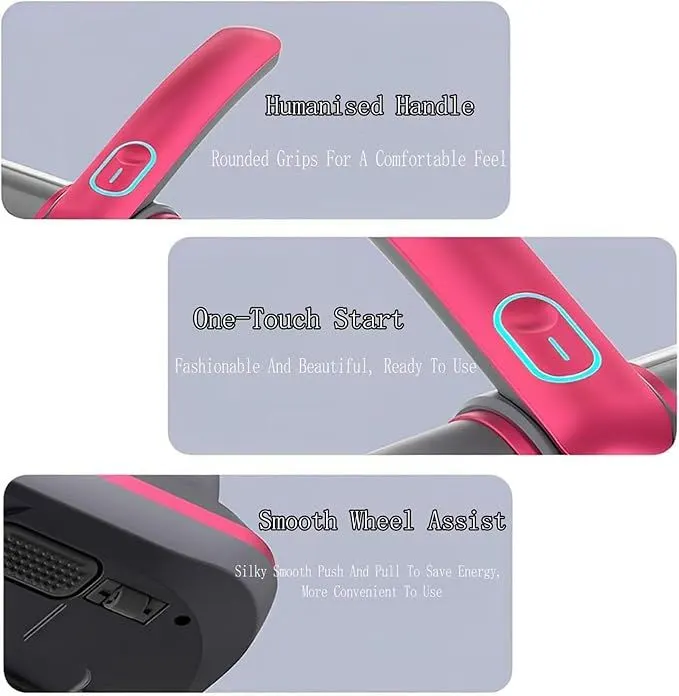 Humanised Handle
Rounded Grips For A Comfortable Feel
One-Touch Start
Fashionable And Beautiful, Ready To Use
Smooth Wheel Assist
Silky Smooth Push And Pull To Save Energy,
More Convenient To Use